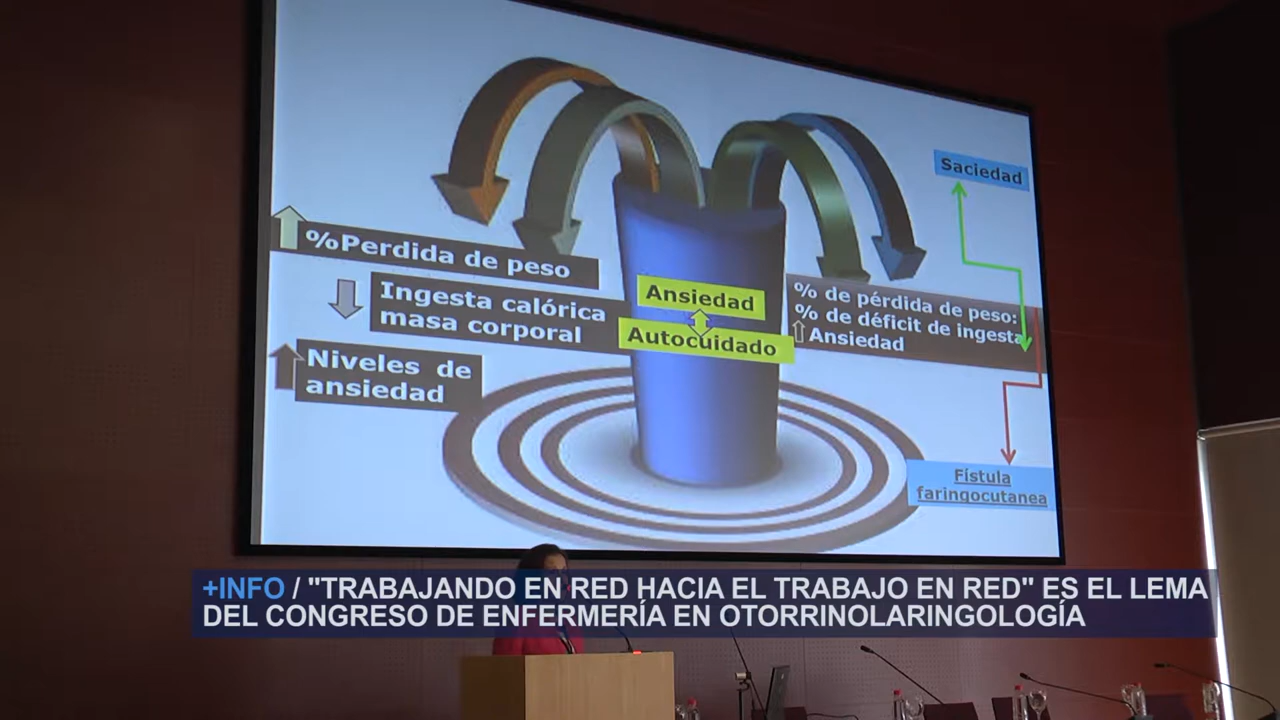 Saciedad
%Perdida de peso
Ingesta calórica
masa corporal
Niveles de
ansiedad
Ansiedad
Autocuidado
% de pérdida de peso:
% de déficit de ingesta
Ansiedad
Fístula
faringocutanea
+INFO / "TRABAJANDO EN RED HACIA EL TRABAJO EN RED" ES EL LEMA
DEL CONGRESO DE ENFERMERÍA EN OTORRINOLARINGOLOGÍA